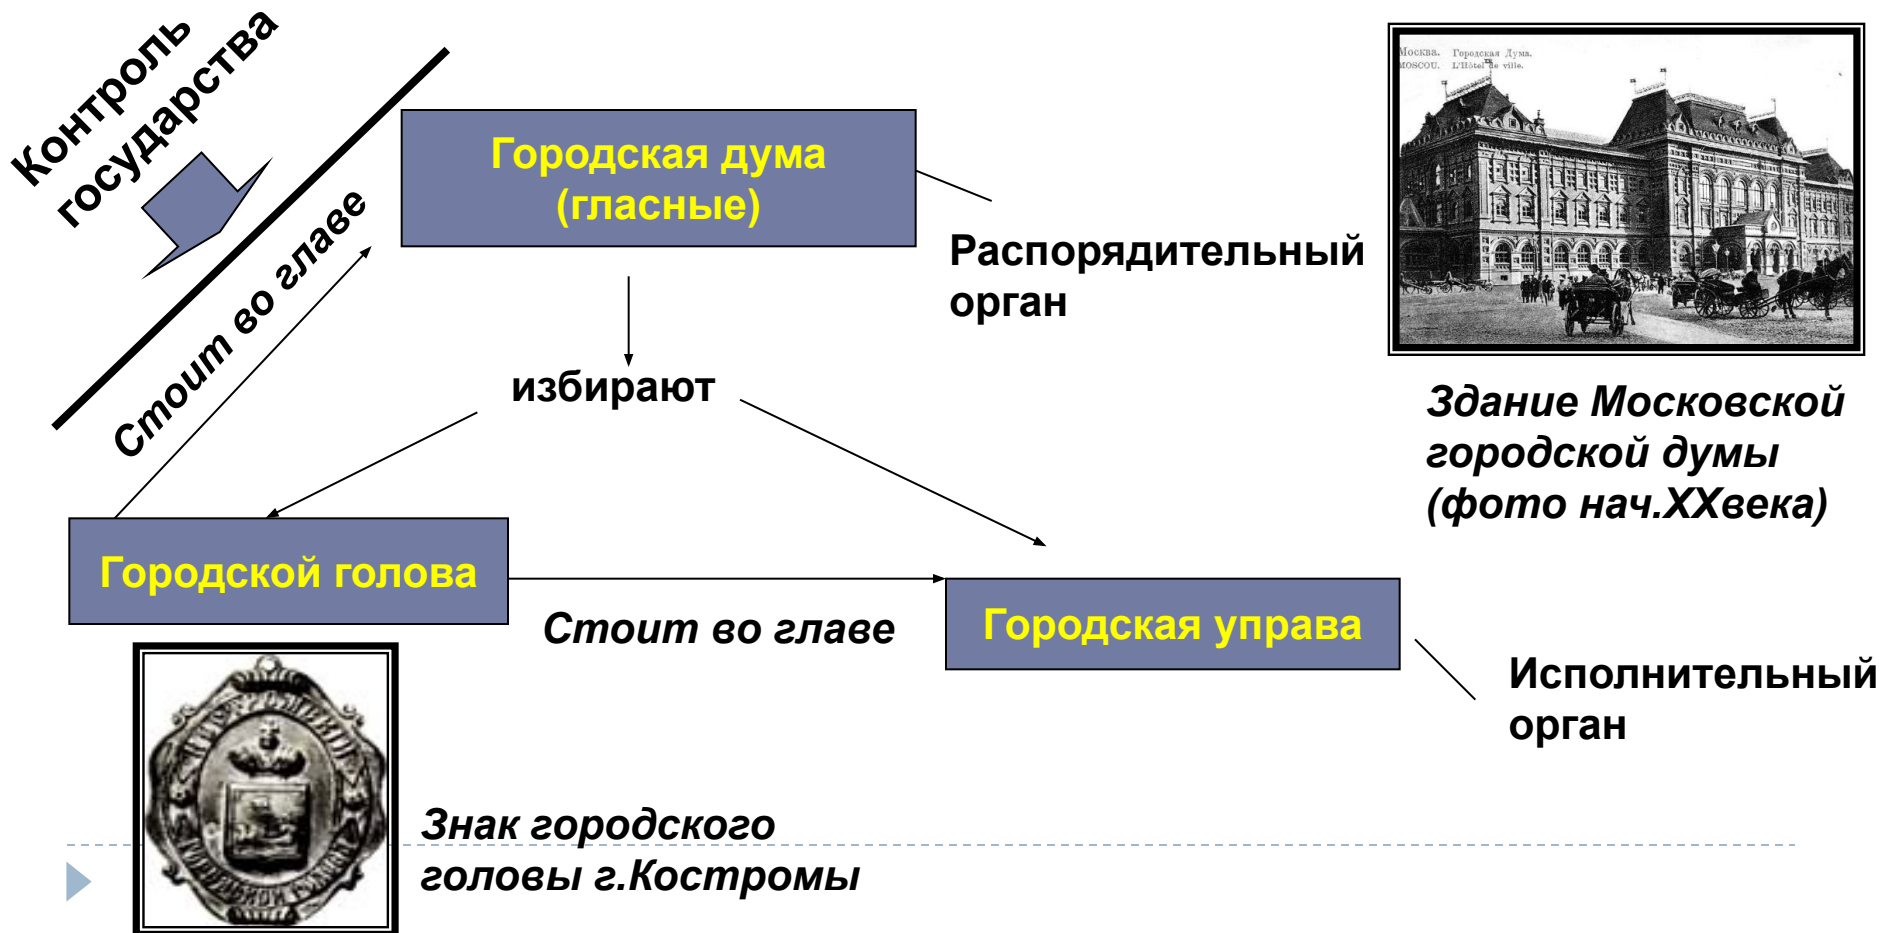 Контроль
государства
Городская дума
(гласные)
Москва. Городская Дума.
MOSCOU. L'Hôtel de ville.
Стоит во главе
Распорядительный
орган
избирают
Здание Московской
городской думы
(фото нач.XXвека)
Городской голова
Стоит во главе
Городская управа
Исполнительный
орган
Знак городского
головы г.Костромы